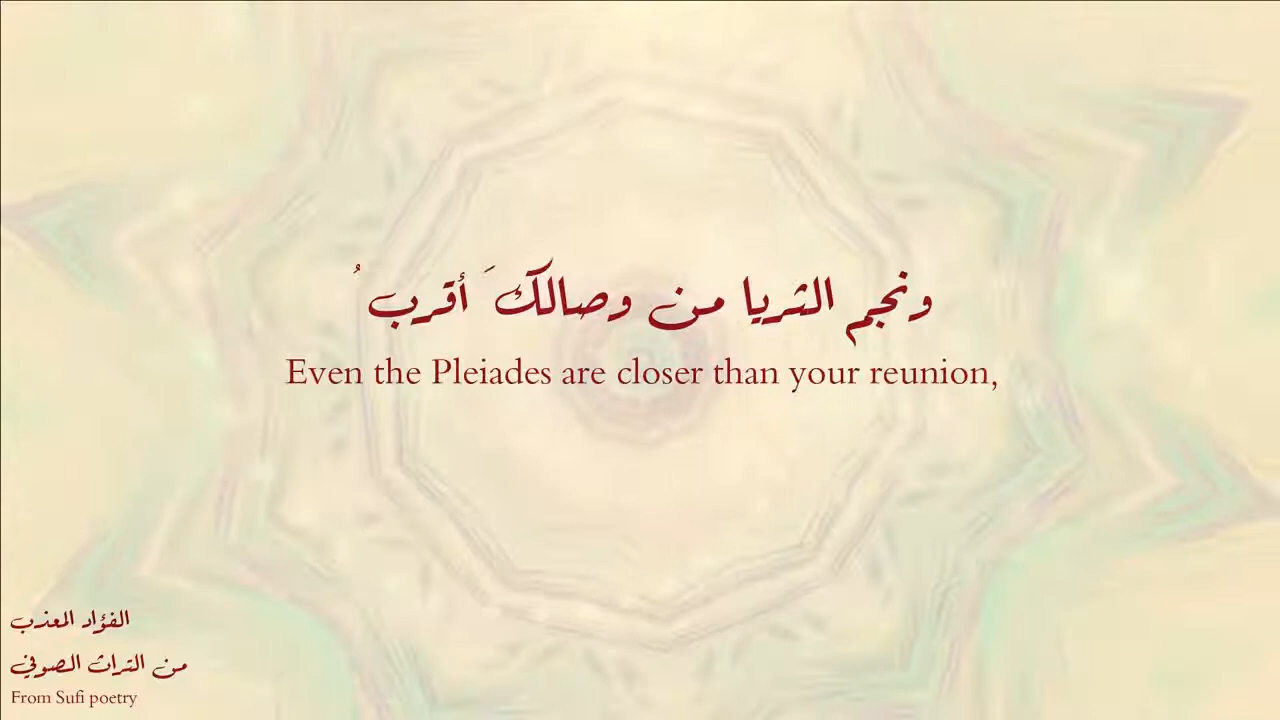 ونجم الثريا من وصالكَ أقربُ
Even the Pleiades are closer than your reunion,
الفؤاد المعذب
من التراث الصوفي
From Sufi poetry